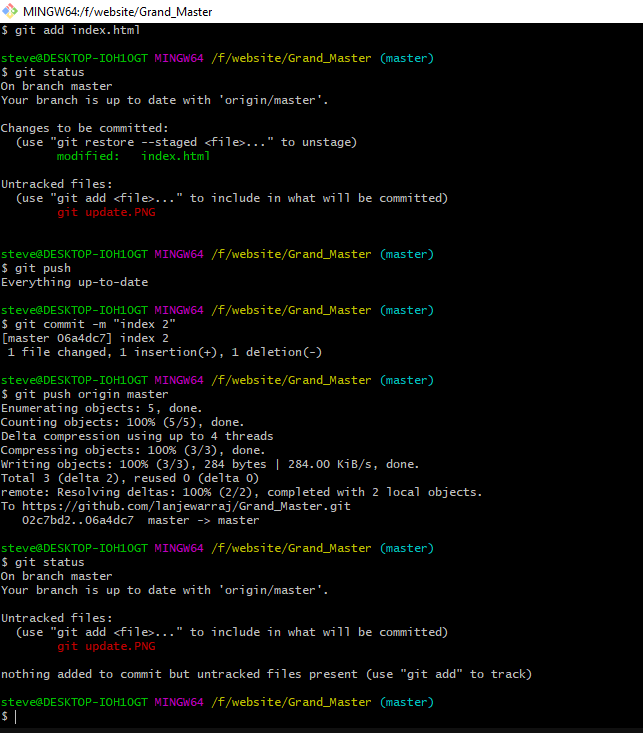 MINGW64:/f/website/Grand_Master
$ git add index.html
steve@DESKTOP-IOH1OGT MINGW64 /f/website/Grand_Master (master)
$ git status
On branch master
Your branch is up to date with 'origin/master'.
Changes to be committed:
(use "git restore --staged <file>..." to unstage)
modified:   index.html
Untracked files:
(use "git add <file>..." to include in what will be committed)
git update.PNG
steve@DESKTOP-IOH1OGT MINGW64 /f/website/Grand_Master (master)
$ git push
Everything up-to-date
steve@DESKTOP-IOH1OGT MINGW64 /f/website/Grand_Master (master)
$ git commit -m "index 2"
[master 06a4dc7] index 2
1 file changed, 1 insertion(+), 1 deletion(-)
steve@DESKTOP-IOH1OGT MINGW64 /f/website/Grand_Master (master)
$ git push origin master
Enumerating objects: 5, done.
Counting objects: 100% (5/5), done.
Delta compression using up to 4 threads
Compressing objects: 100% (3/3), done.
Writing objects: 100% (3/3), 284 bytes | 284.00 KiB/s, done.
Total 3 (delta 2), reused 0 (delta 0)
remote: Resolving deltas: 100% (2/2), completed with 2 local objects.
To https://github.com/lanjewarraj/Grand_Master.git
02c7bd2..06a4dc7  master -> master
steve@DESKTOP-IOH1OGT MINGW64 /f/website/Grand_Master (master)
$ git status
On branch master
Your branch is up to date with 'origin/master'.
Untracked files:
(use "git add <file>..." to include in what will be committed)
git update.PNG
nothing added to commit but untracked files present (use "git add" to track)
steve@DESKTOP-IOH1OGT MINGW64 /f/website/Grand_Master (master)
$